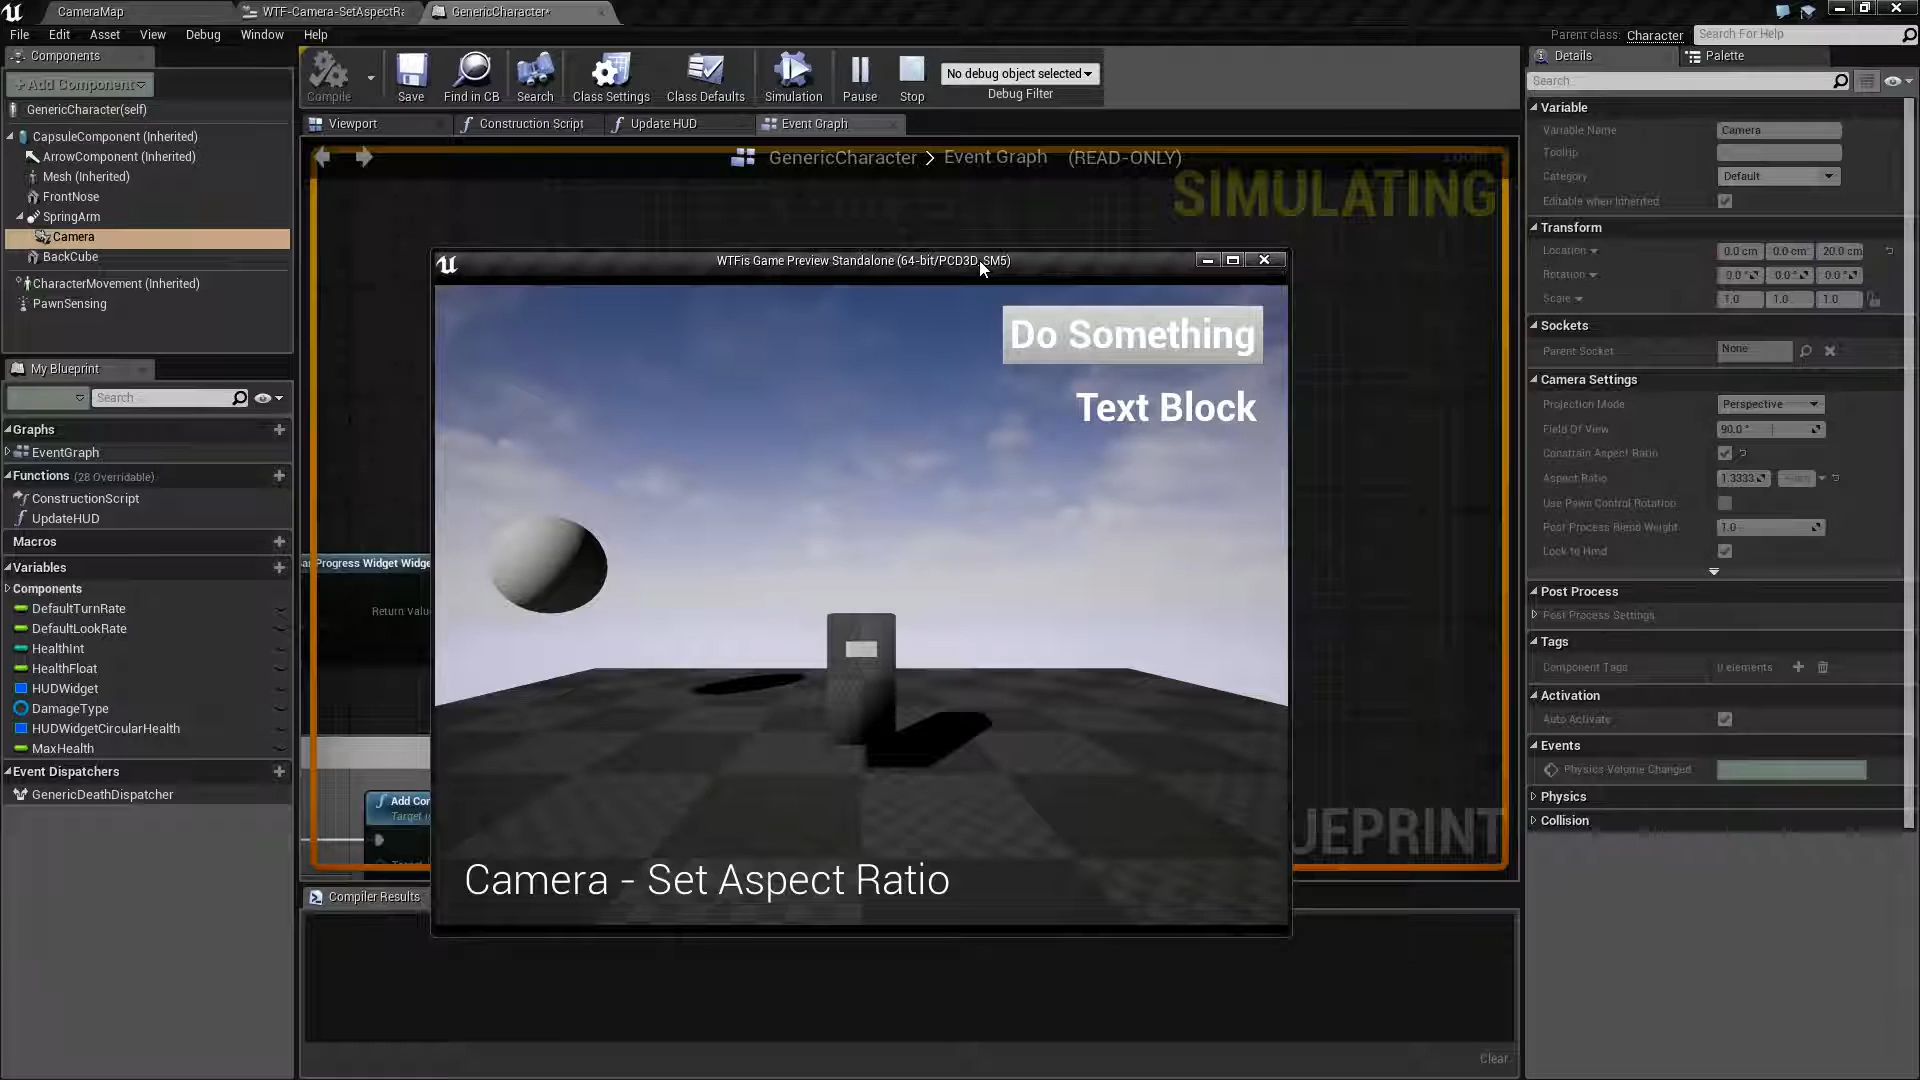 CameraMap
WTF-Camera-SetAspectRa
GenericCharacter*
File Edit Asset View Debug Window Help
Parent class: Character
Search For Help
Components
+Add Component
GenericCharacter(self)
CapsuleComponent (Inherited)
ArrowComponent (Inherited)
Mesh (Inherited)
FrontNose
SpringArm
Camera
BackCube
CharacterMovement (Inherited)
PawnSensing
My Blueprint
Search
Graphs
EventGraph
Functions (28 Overridable)
ConstructionScript
UpdateHUD
Macros
Variables
Components
DefaultTurnRate
DefaultLookRate
HealthInt
HealthFloat
HUDWidget
DamageType
HUDWidgetCircularHealth
MaxHealth
Event Dispatchers
GenericDeathDispatcher
Compile
Save
Find in CB
Search
Class Settings
Class Defaults
Simulation
Pause
Stop
No debug object selected
Debug Filter
Viewport
Construction Script
Update HUD
Event Graph
GenericCharacter > Event Graph (READ-ONLY)
SIMULATING
Progress Widget Widge
Return Valu
Add Cor
Target i
WTFis Game Preview Standalone (64-bit/PCD3D_SM5)
Do Something
Text Block
Camera - Set Aspect Ratio
UEPRINT
Compiler Results
Clear
Details
Palette
Search
Variable
Variable Name Camera
Tooltip
Category Default
Editable when Inherited
Transform
Location 0.0 cm 0.0 cm 20.0 cm
Rotation 0.0 ° 0.0 ° 0.0 °
Scale 1.0 1.0 1.0
Sockets
Parent Socket None
Camera Settings
Projection Mode Perspective
Field Of View 90.0 °
Constrain Aspect Ratio
Aspect Ratio 1.3333
Use Pawn Control Rotation
Post Process Blend Weight 1.0
Lock to Hmd
Post Process
Post Process Settings
Tags
Component Tags 0 elements
Activation
Auto Activate
Events
Physics Volume Changed
Physics
Collision